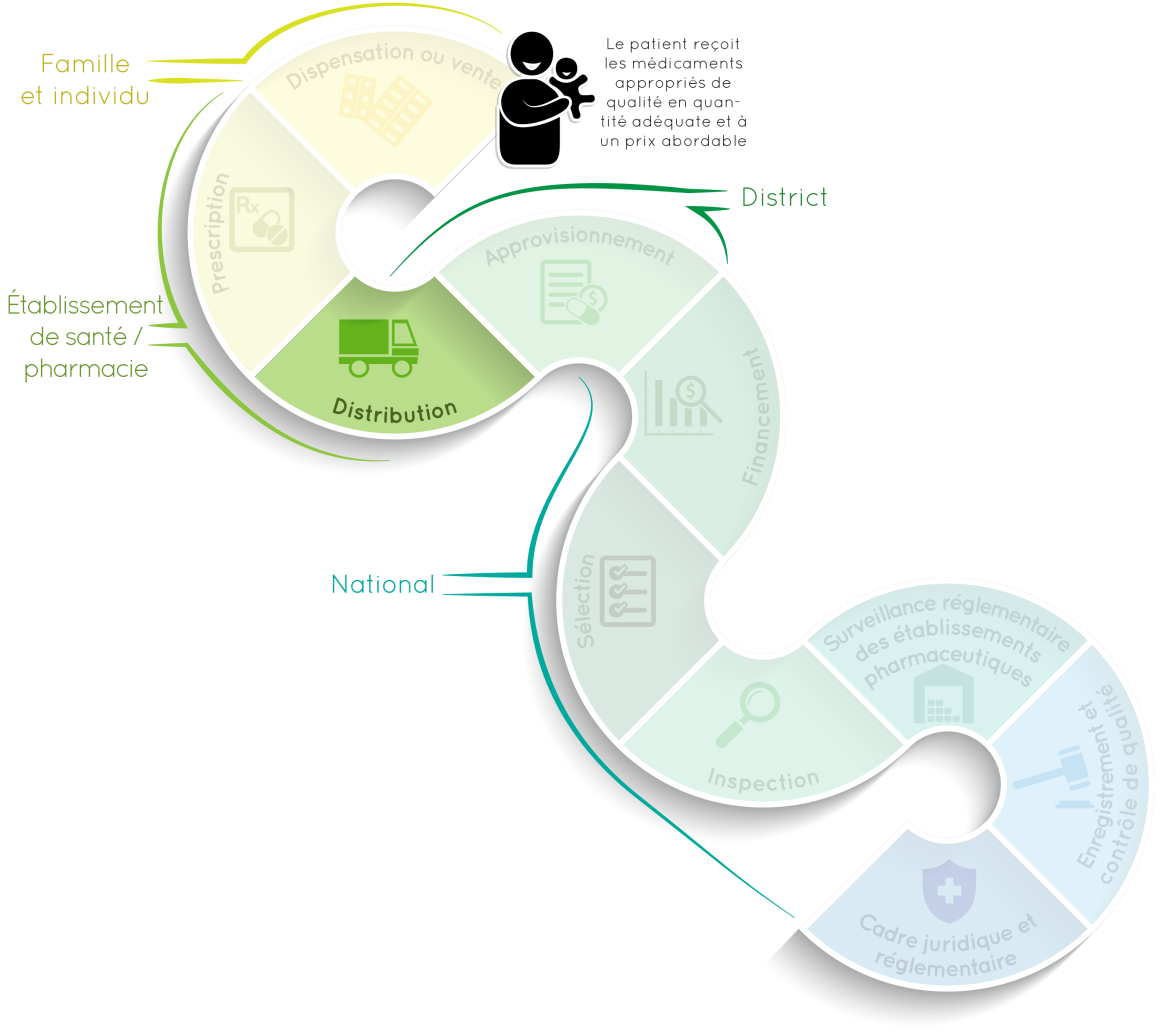 Famille
et individu
Dispensation ou vente
Le patient reçoit
les médicaments
appropriés de
qualité en quan-
tité adéquate et à
un prix abordable
Prescription
Rx
District
Approvisionnement
$
Établissement
de santé /
pharmacie
Distribution
Financement
$
National
Sélection
Inspection
Surveillance réglementaire
des établissements
pharmaceutiques
Enregistrement et
contrôle de qualité
Cadre juridique et
réglementaire